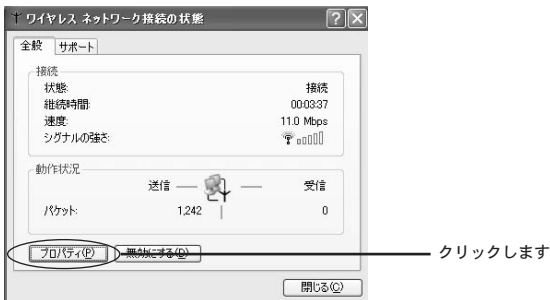 ワイヤレス ネットワーク接続の状態
全般 サポート
接続
状態: 接続
継続時間: 00:03:37
速度: 11.0 Mbps
シグナルの強さ:
動作状況
送信 受信
パケット: 1,242 0
プロパティ(P) 無効にする(D) クリックします
閉じる(C)